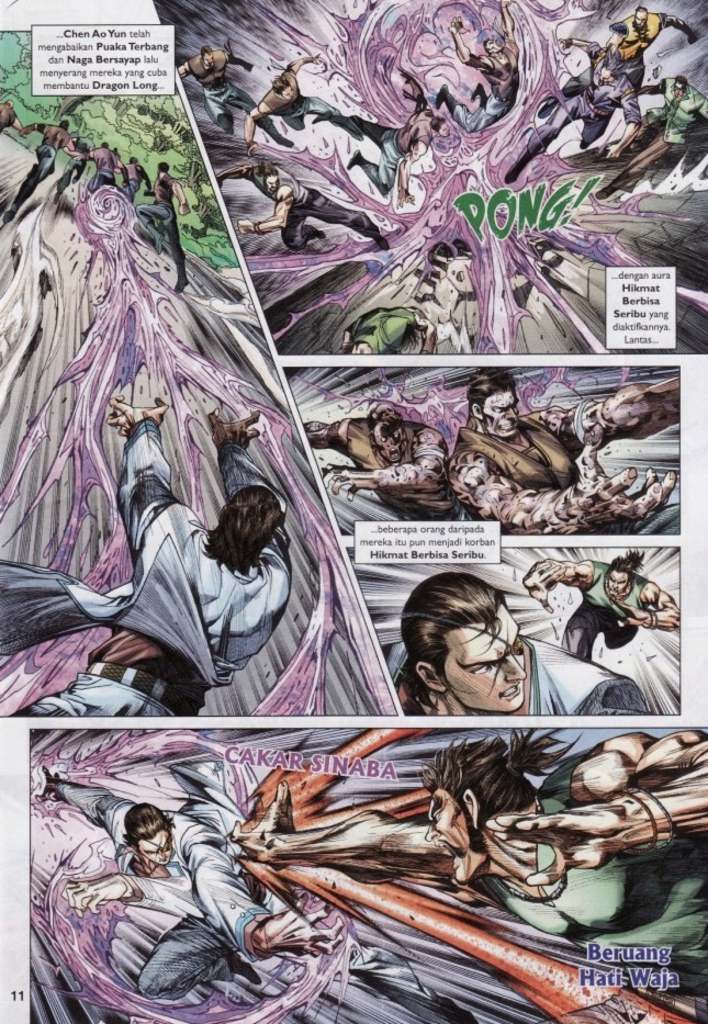 ...Chen Ao Yun telah
mengabaikan Puaka Terbang
dan Naga Bersayap lalu
menyerang mereka yang cuba
membantu Dragon Long...
PONG!
...dengan aura
Hikmat
Berbisa
Seribu yang
diaktifkannya.
Lantas...
...beberapa orang daripada
mereka itu pun menjadi korban
Hikmat Berbisa Seribu.
CAKAR SINABA
Beruang
Hati Waja
11